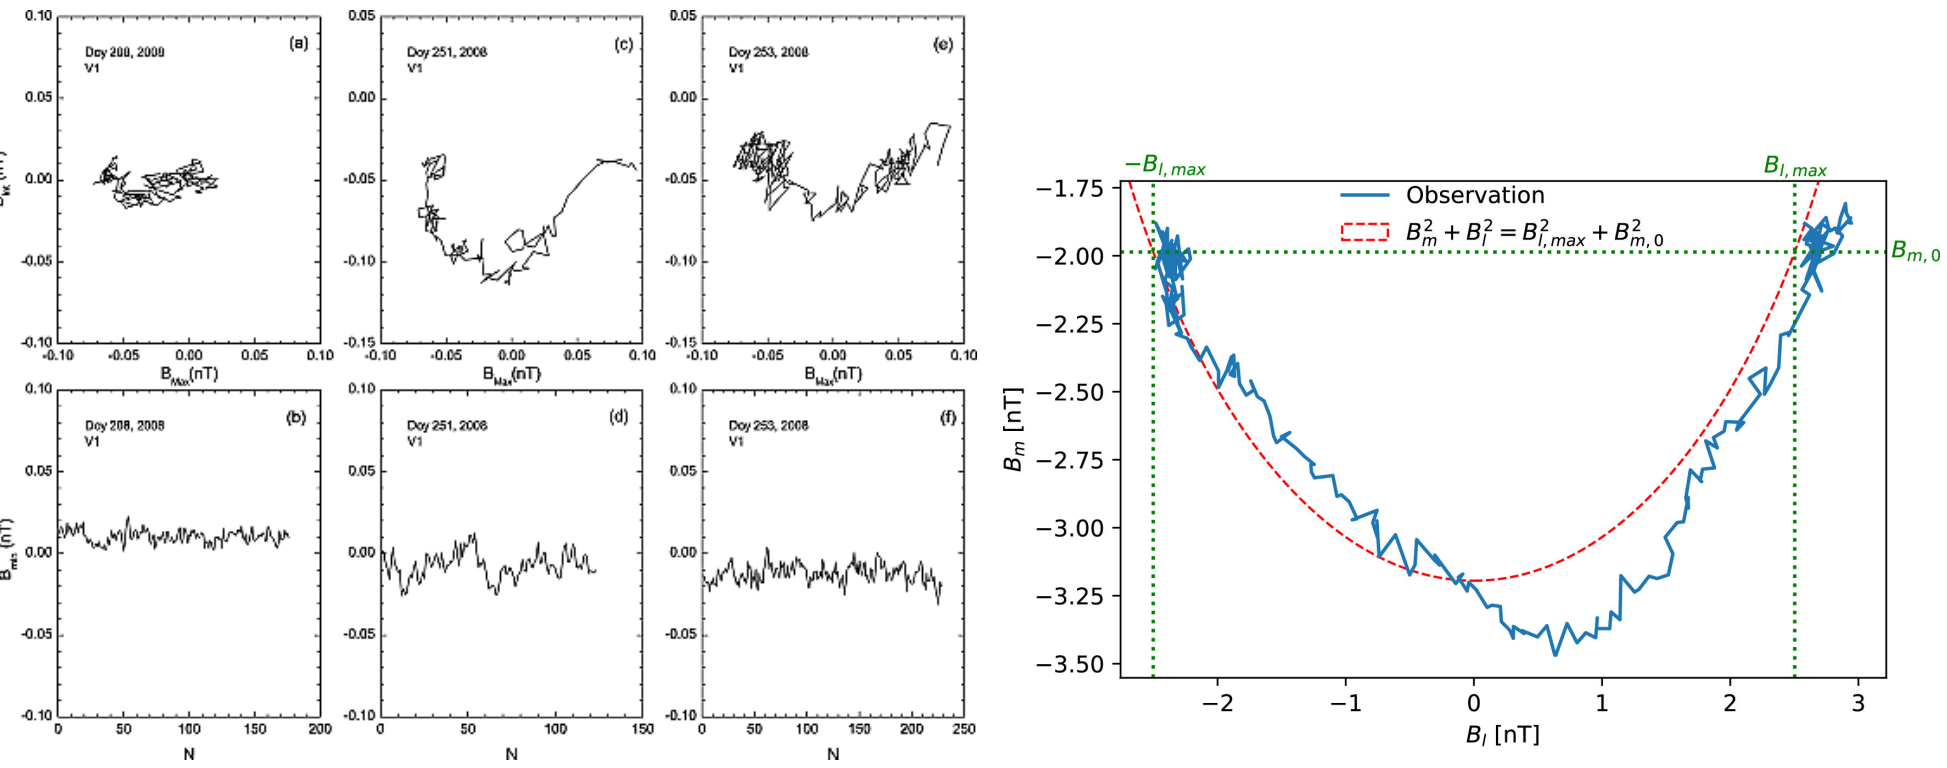 0.10
0.05
0.00
-0.05
-0.10
(a)
Doy 208, 2008
V1
-0.10 -0.05 0.00 0.05 0.10
B_Max(nT)
0.05
0.00
-0.05
-0.10
-0.15
(c)
Doy 251, 2008
V1
-0.10 -0.05 0.00 0.05 0.10
B_Max(nT)
0.05
0.00
-0.05
-0.10
-0.15
(e)
Doy 253, 2008
V1
-0.10 -0.05 0.00 0.05 0.10
B_Max(nT)
0.10
0.05
0.00
-0.05
-0.10
B_min (nT)
(b)
Doy 208, 2008
V1
0 50 100 150 200
N
0.10
0.05
0.00
-0.05
-0.10
(d)
Doy 251, 2008
V1
0 50 100 150
N
0.10
0.05
0.00
-0.05
-0.10
(f)
Doy 253, 2008
V1
0 50 100 150 200 250
N
−B_l,max
B_l,max
Observation
B_m^2 + B_l^2 = B_l,max^2 + B_m,0^2
B_m,0
−1.75
−2.00
−2.25
−2.50
−2.75
−3.00
−3.25
−3.50
B_m [nT]
−2 −1 0 1 2 3
B_l [nT]